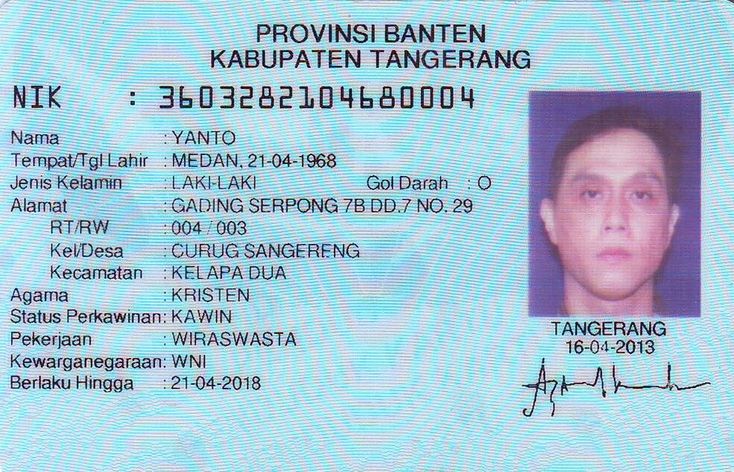 PROVINSI BANTEN
KABUPATEN TANGERANG
NIK : 3603282104680004
Nama : YANTO
Tempat/Tgl Lahir : MEDAN, 21-04-1968
Jenis Kelamin : LAKI-LAKI Gol Darah : O
Alamat : GADING SERPONG 7B DD.7 NO. 29
RT/RW : 004 / 003
Kel/Desa : CURUG SANGERENG
Kecamatan : KELAPA DUA
Agama : KRISTEN
Status Perkawinan: KAWIN
Pekerjaan : WIRASWASTA
Kewarganegaraan: WNI
Berlaku Hingga : 21-04-2018
TANGERANG
16-04-2013